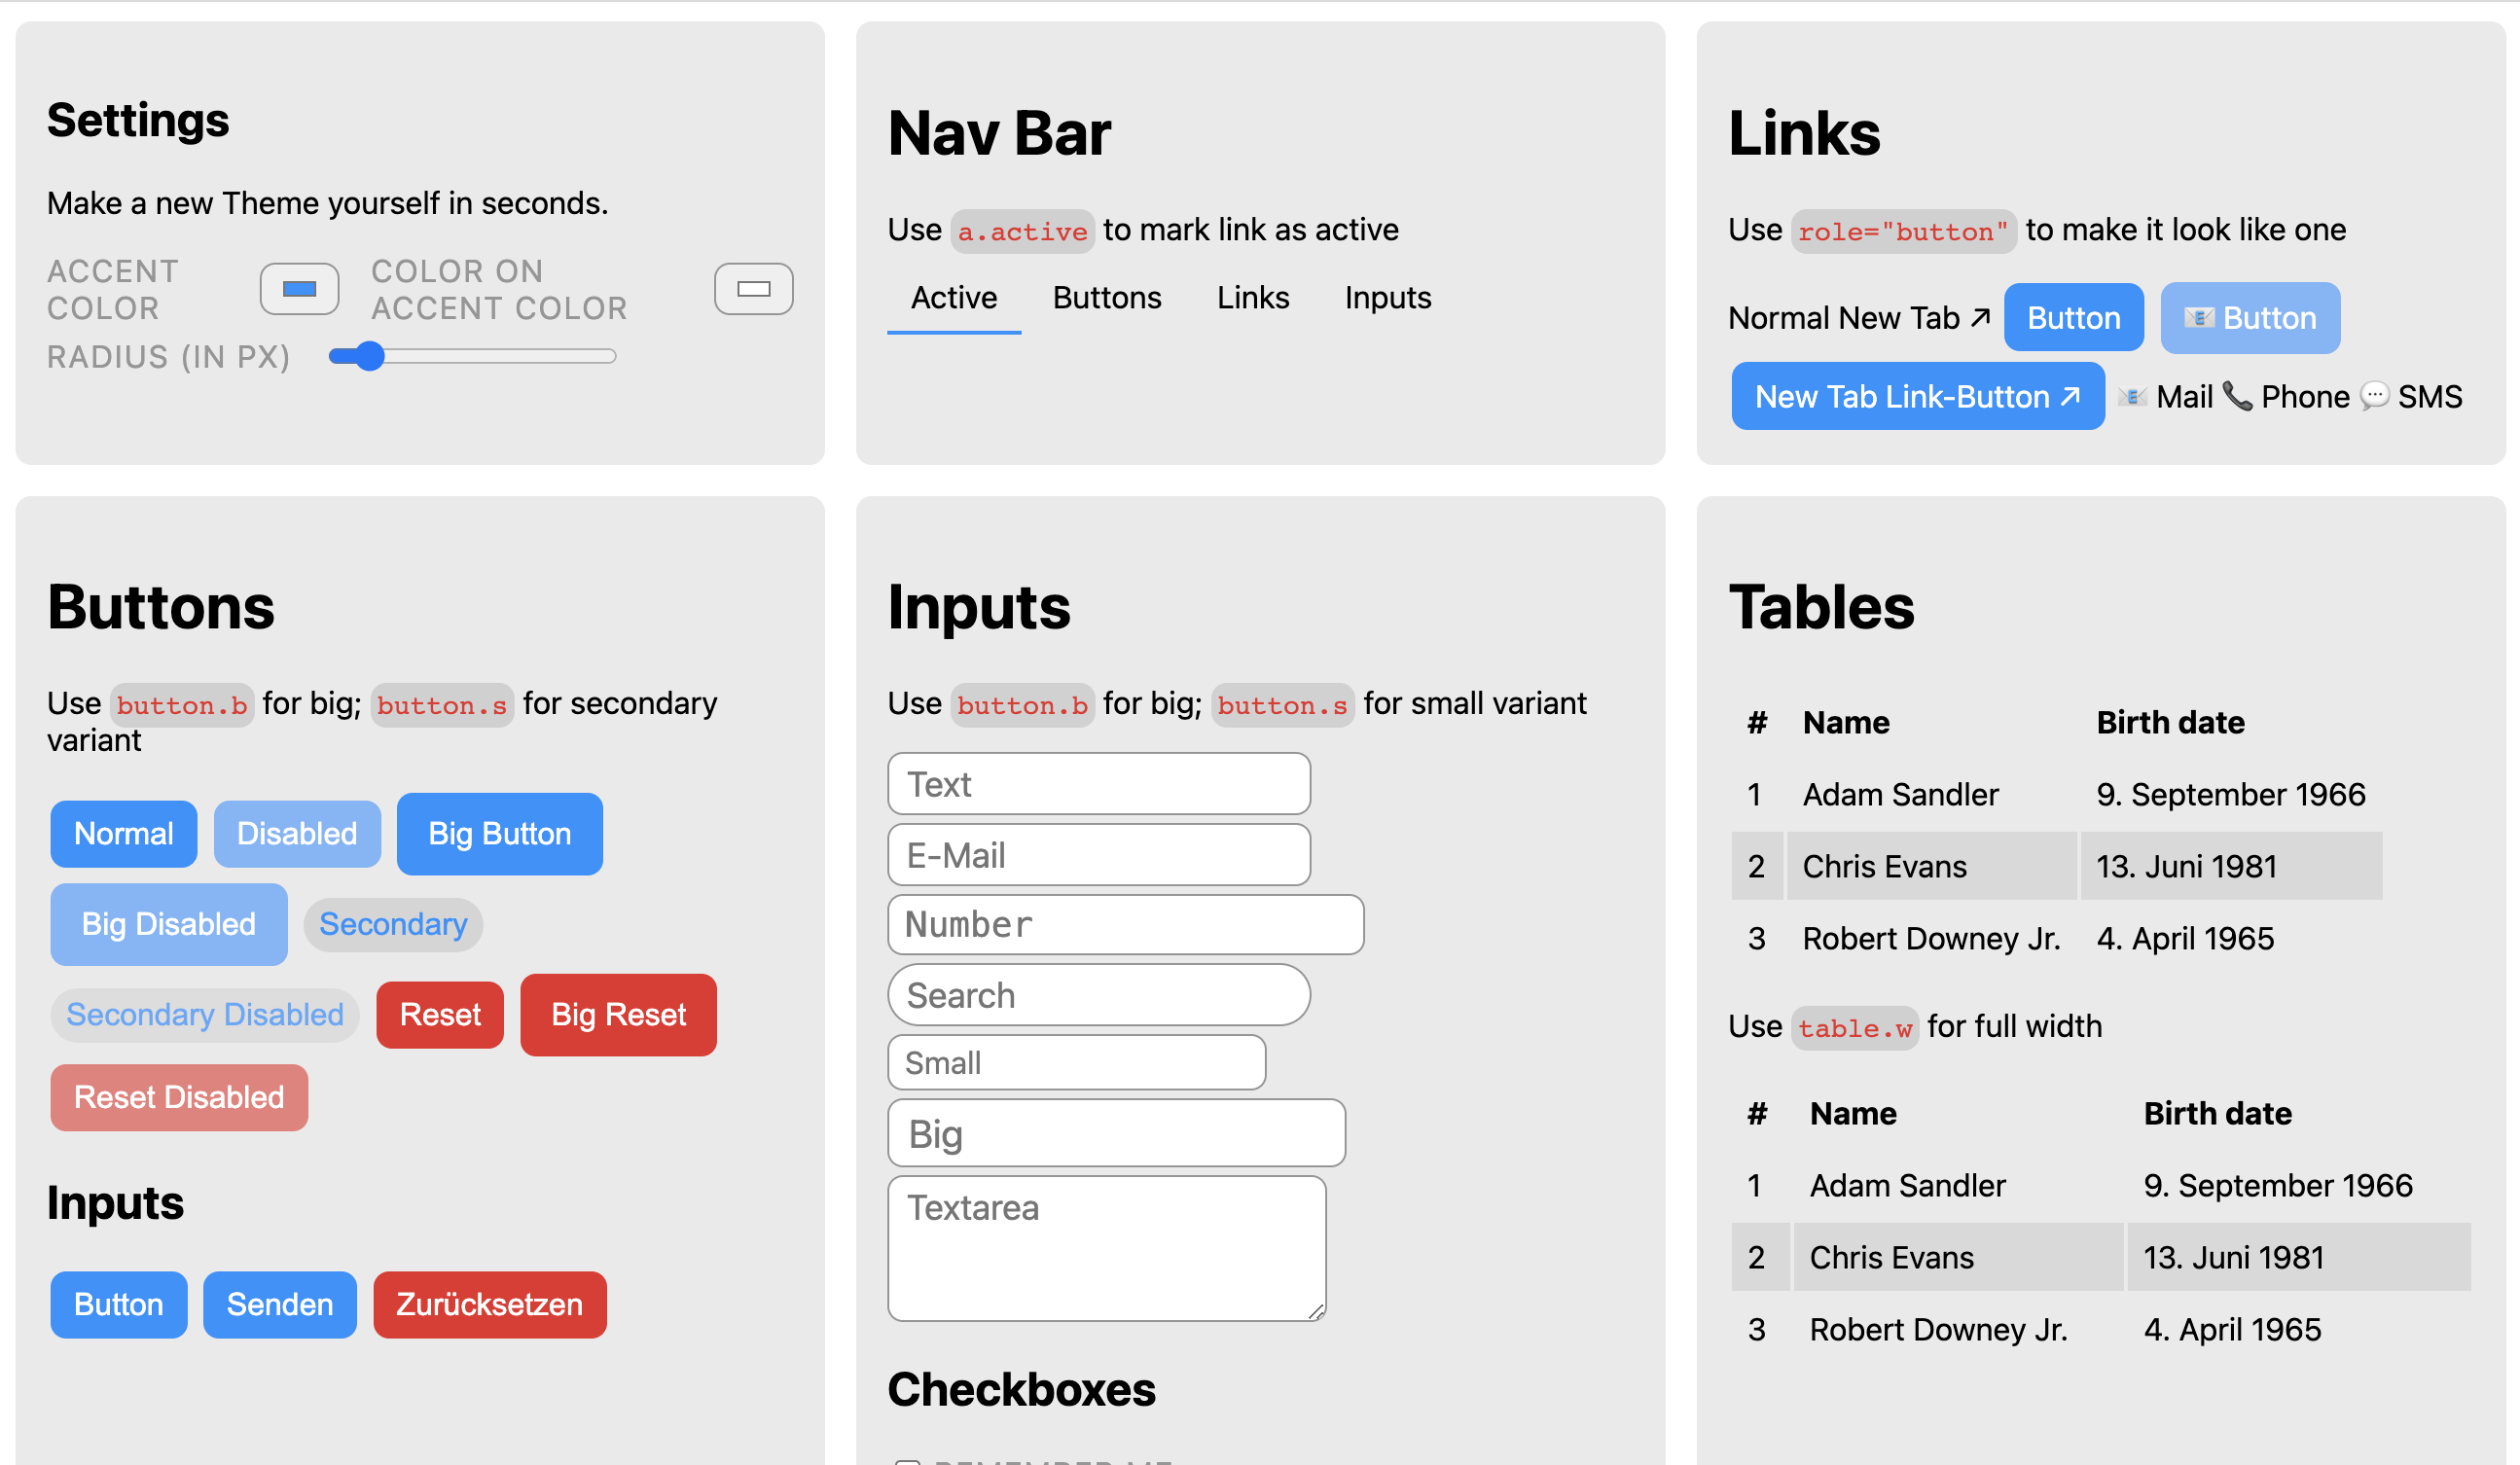 Settings
Make a new Theme yourself in seconds.
ACCENT
COLOR
COLOR ON
ACCENT COLOR
RADIUS (IN PX)
Nav Bar
Use a.active to mark link as active
Active Buttons Links Inputs
Links
Use role="button" to make it look like one
Normal New Tab ↗ Button 📧 Button
New Tab Link-Button ↗ 📧 Mail 📞 Phone 💬 SMS
Buttons
Use button.b for big; button.s for secondary
variant
Normal Disabled Big Button
Big Disabled Secondary
Secondary Disabled Reset Big Reset
Reset Disabled
Inputs
Button Senden Zurücksetzen
Inputs
Use button.b for big; button.s for small variant
Text
E-Mail
Number
Search
Small
Big
Textarea
Checkboxes
REMEMBER ME
Tables
# Name Birth date
1 Adam Sandler 9. September 1966
2 Chris Evans 13. Juni 1981
3 Robert Downey Jr. 4. April 1965
Use table.w for full width
# Name Birth date
1 Adam Sandler 9. September 1966
2 Chris Evans 13. Juni 1981
3 Robert Downey Jr. 4. April 1965